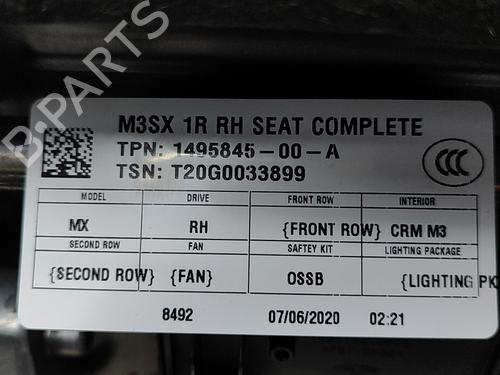 M3SX 1R RH SEAT COMPLETE
TPN: 1495845-00-A
TSN: T20G0033899
CCC
MODEL DRIVE FRONT ROW INTERIOR
MX RH {FRONT ROW} CRM M3
SECOND ROW FAN SAFTEY KIT LIGHTING PACKAGE
{SECOND ROW} {FAN} OSSB {LIGHTING PK
8492 07/06/2020 02:21
B-PARTS